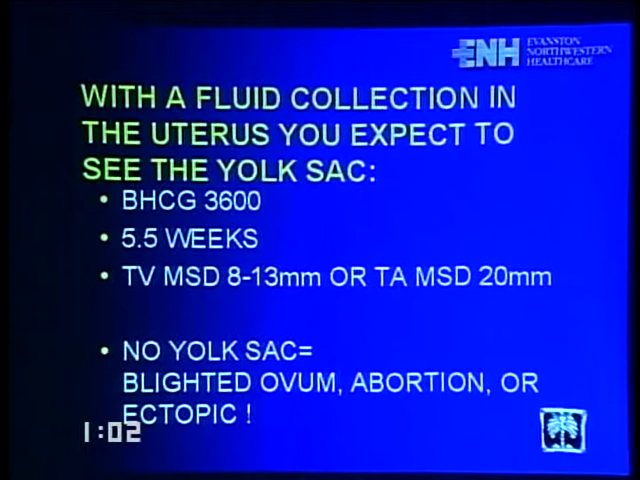 ENH EVANSTON
NORTHWESTERN
HEALTHCARE
WITH A FLUID COLLECTION IN
THE UTERUS YOU EXPECT TO
SEE THE YOLK SAC:
• BHCG 3600
• 5.5 WEEKS
• TV MSD 8-13mm OR TA MSD 20mm
• NO YOLK SAC=
BLIGHTED OVUM, ABORTION, OR
ECTOPIC !
1:02